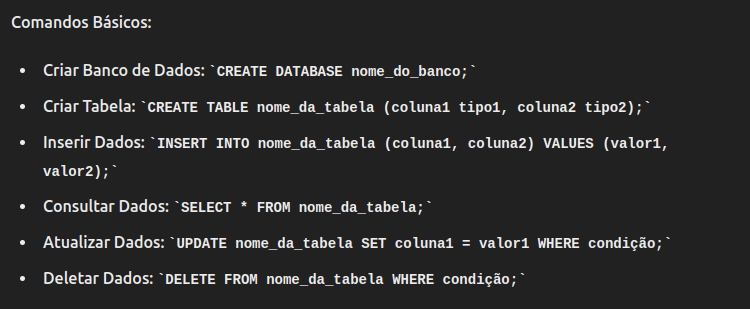 Comandos Básicos:
• Criar Banco de Dados: `CREATE DATABASE nome_do_banco;`
• Criar Tabela: `CREATE TABLE nome_da_tabela (coluna1 tipo1, coluna2 tipo2);`
• Inserir Dados: `INSERT INTO nome_da_tabela (coluna1, coluna2) VALUES (valor1,
valor2);`
• Consultar Dados: `SELECT * FROM nome_da_tabela;`
• Atualizar Dados: `UPDATE nome_da_tabela SET coluna1 = valor1 WHERE condição;`
• Deletar Dados: `DELETE FROM nome_da_tabela WHERE condição;`